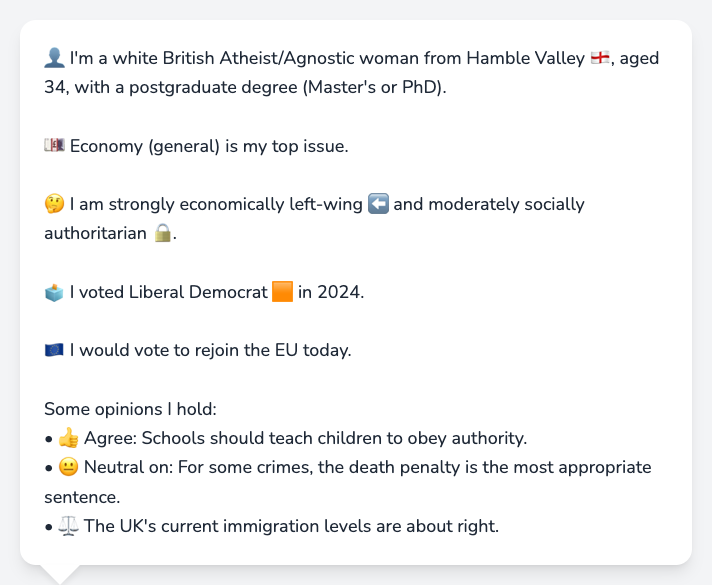 👤 I'm a white British Atheist/Agnostic woman from Hamble Valley 🏴󠁧󠁢󠁥󠁮󠁧󠁿, aged
34, with a postgraduate degree (Master's or PhD).
💷 Economy (general) is my top issue.
🤔 I am strongly economically left-wing ⬅️ and moderately socially
authoritarian 🔒.
🗳️ I voted Liberal Democrat 🟧 in 2024.
🇪🇺 I would vote to rejoin the EU today.
Some opinions I hold:
• 👍 Agree: Schools should teach children to obey authority.
• 😐 Neutral on: For some crimes, the death penalty is the most appropriate
sentence.
• ⚖️ The UK's current immigration levels are about right.